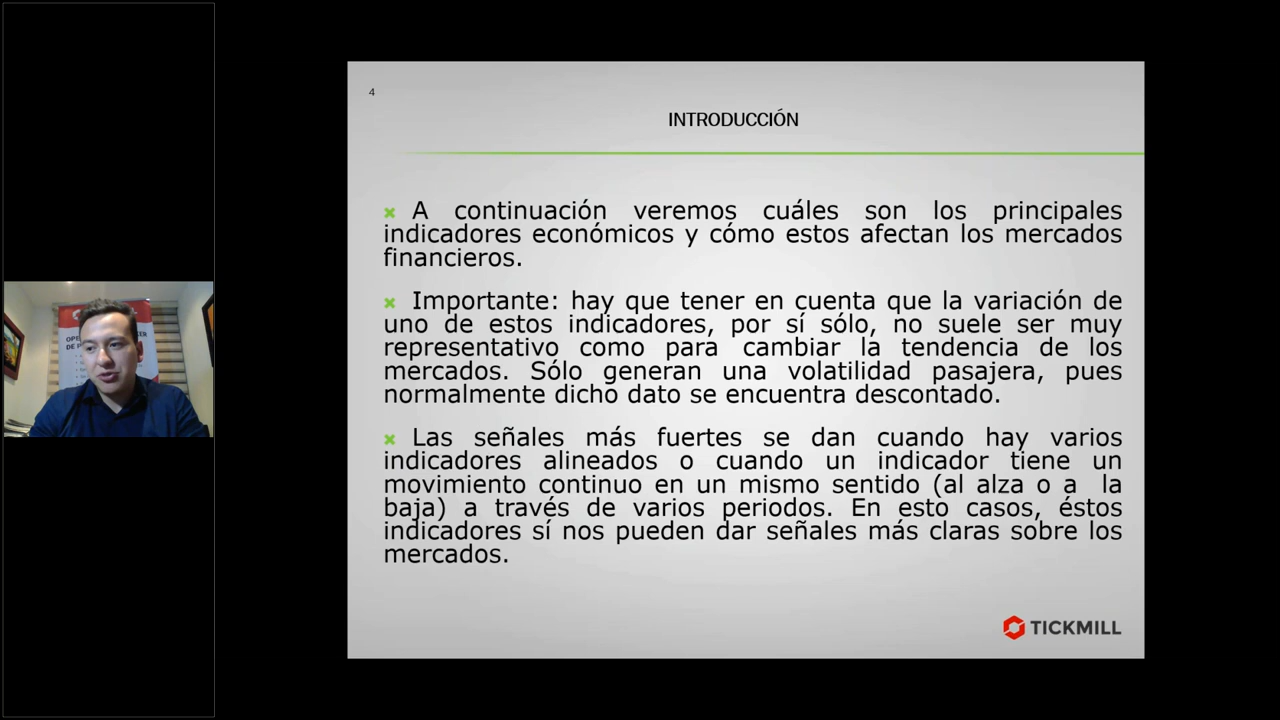 4
INTRODUCCIÓN
A continuación veremos cuáles son los principales
indicadores económicos y cómo estos afectan los mercados
financieros.
Importante: hay que tener en cuenta que la variación de
uno de estos indicadores, por sí sólo, no suele ser muy
representativo como para cambiar la tendencia de los
mercados. Sólo generan una volatilidad pasajera, pues
normalmente dicho dato se encuentra descontado.
Las señales más fuertes se dan cuando hay varios
indicadores alineados o cuando un indicador tiene un
movimiento continuo en un mismo sentido (al alza o a la
baja) a través de varios periodos. En esto casos, éstos
indicadores sí nos pueden dar señales más claras sobre los
mercados.
TICKMILL